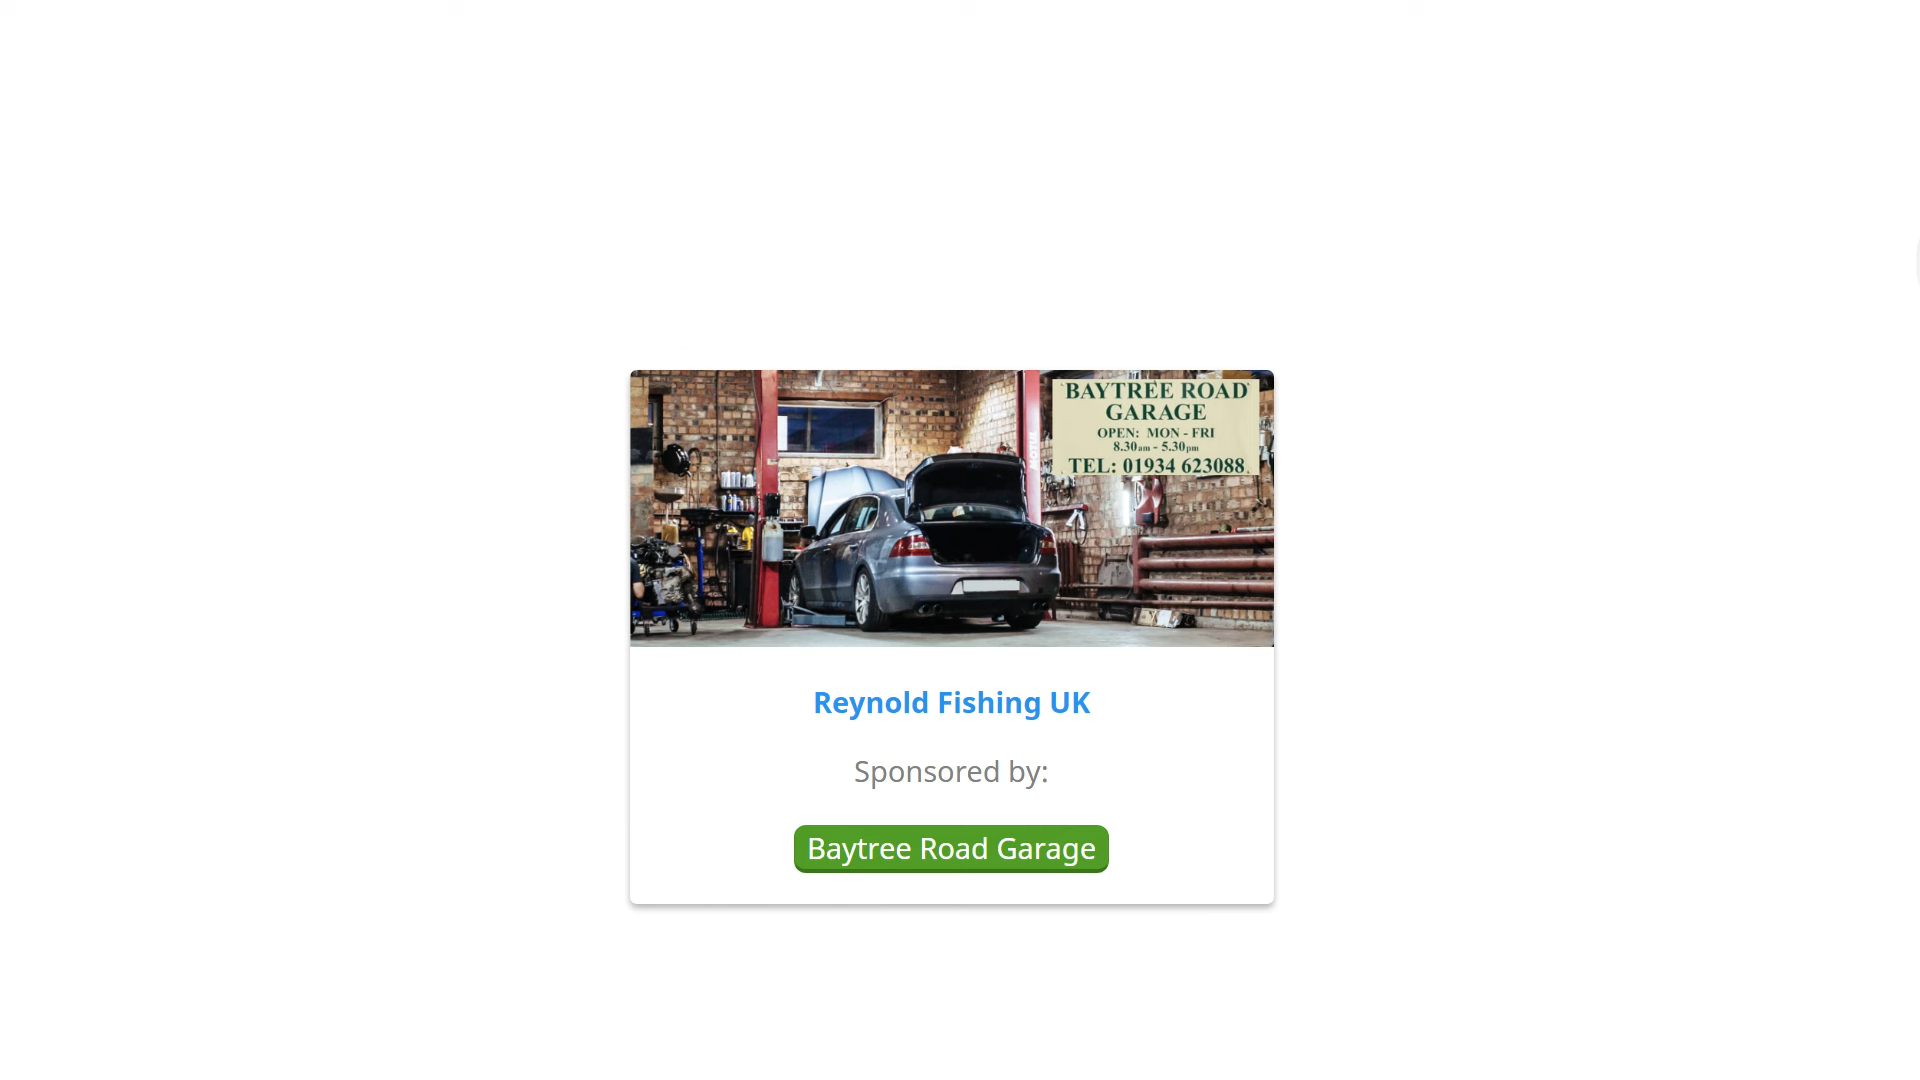 BAYTREE ROAD
GARAGE
OPEN: MON - FRI
8.30am - 5.30pm
TEL: 01934 623088
Reynold Fishing UK
Sponsored by:
Baytree Road Garage